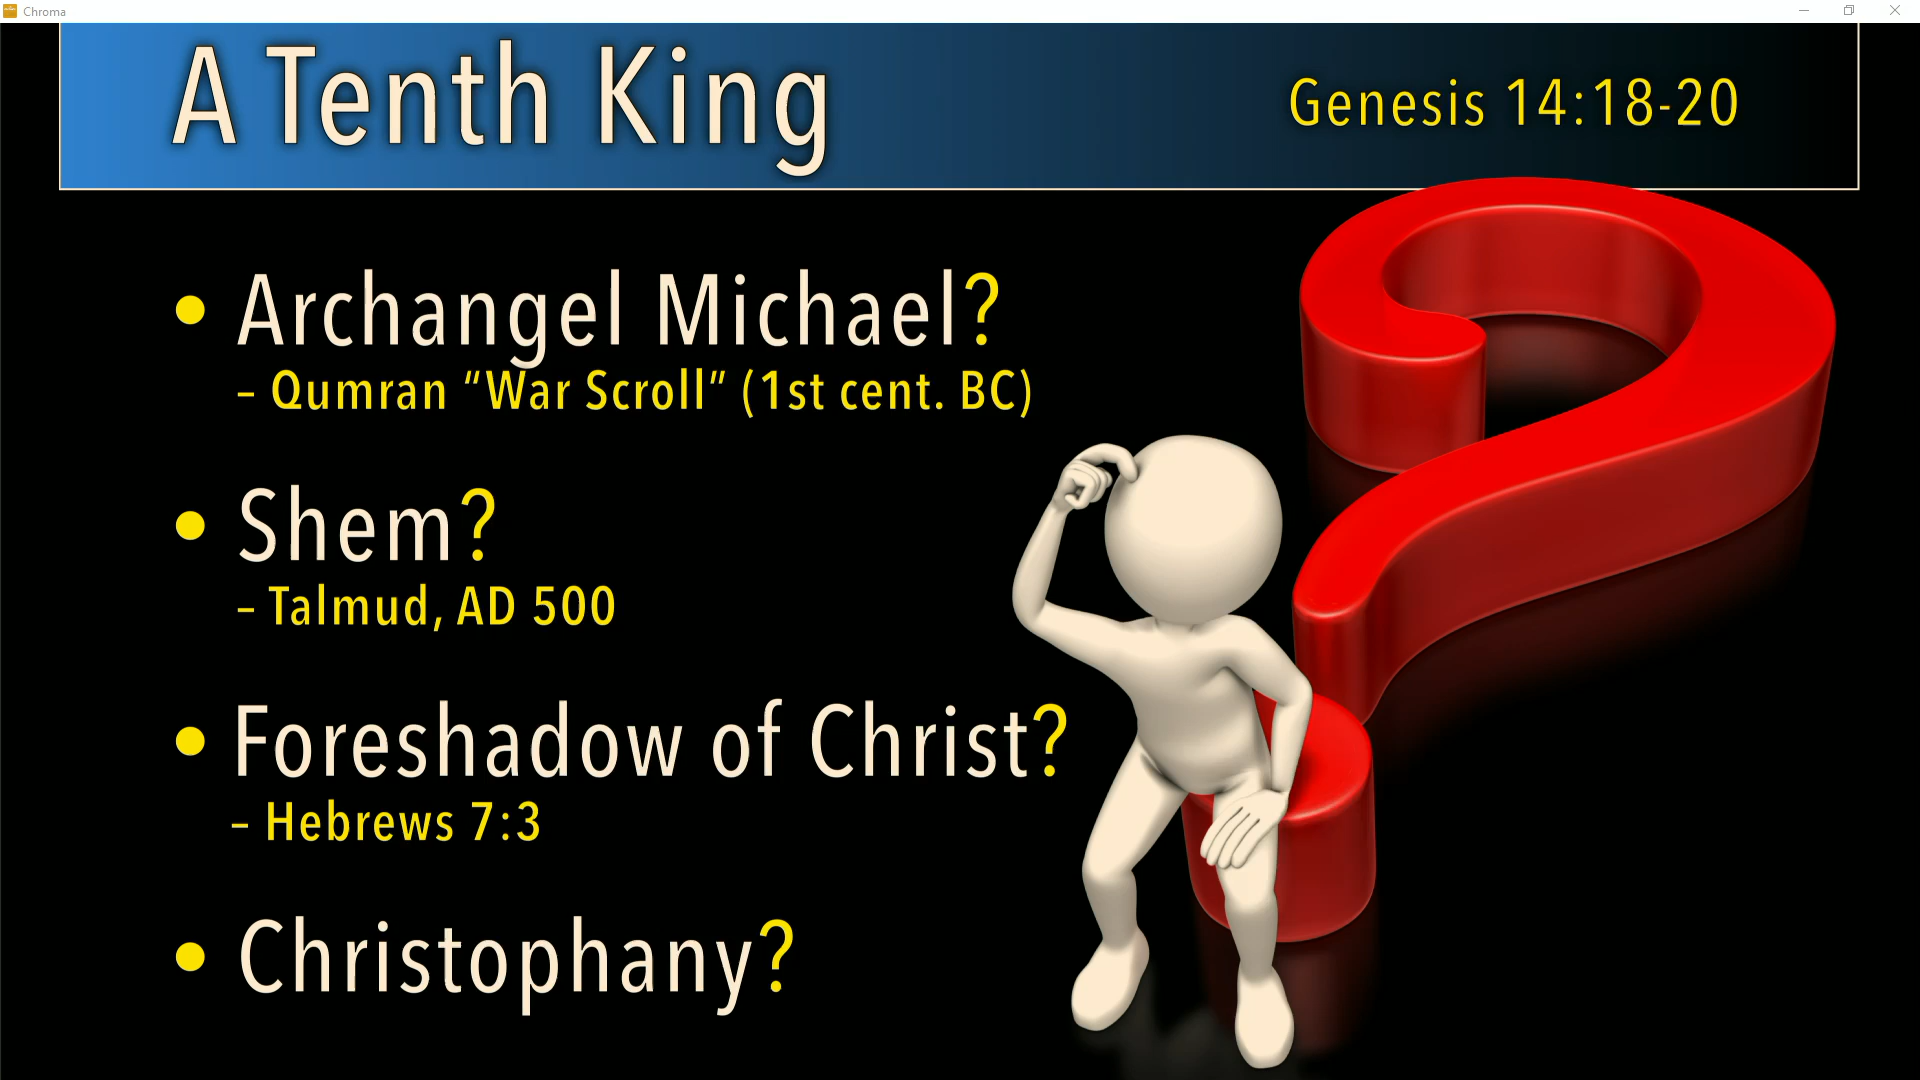 Chroma
A Tenth King
Genesis 14:18-20
• Archangel Michael?
– Qumran “War Scroll” (1st cent. BC)
• Shem?
– Talmud, AD 500
• Foreshadow of Christ?
– Hebrews 7:3
• Christophany?